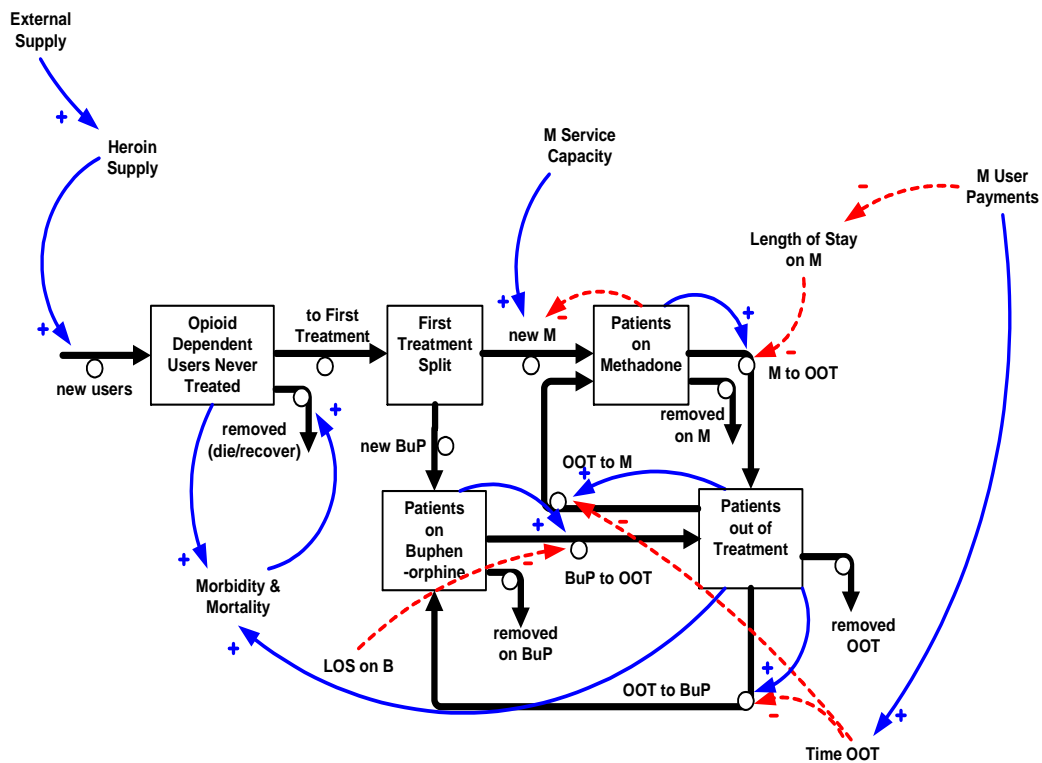 External
Supply
Heroin
Supply
M Service
Capacity
M User
Payments
Length of Stay
on M
new users
Opioid
Dependent
Users Never
Treated
to First
Treatment
First
Treatment
Split
new M
Patients
on
Methadone
M to OOT
removed
(die/recover)
removed
on M
new BuP
OOT to M
Patients
on
Buphen
-orphine
BuP to OOT
Patients
out of
Treatment
Morbidity &
Mortality
removed
on BuP
removed
OOT
LOS on B
OOT to BuP
Time OOT
+
+
+
-
-
-
+
+
+
+
+
-
-
+
+
+
-
+